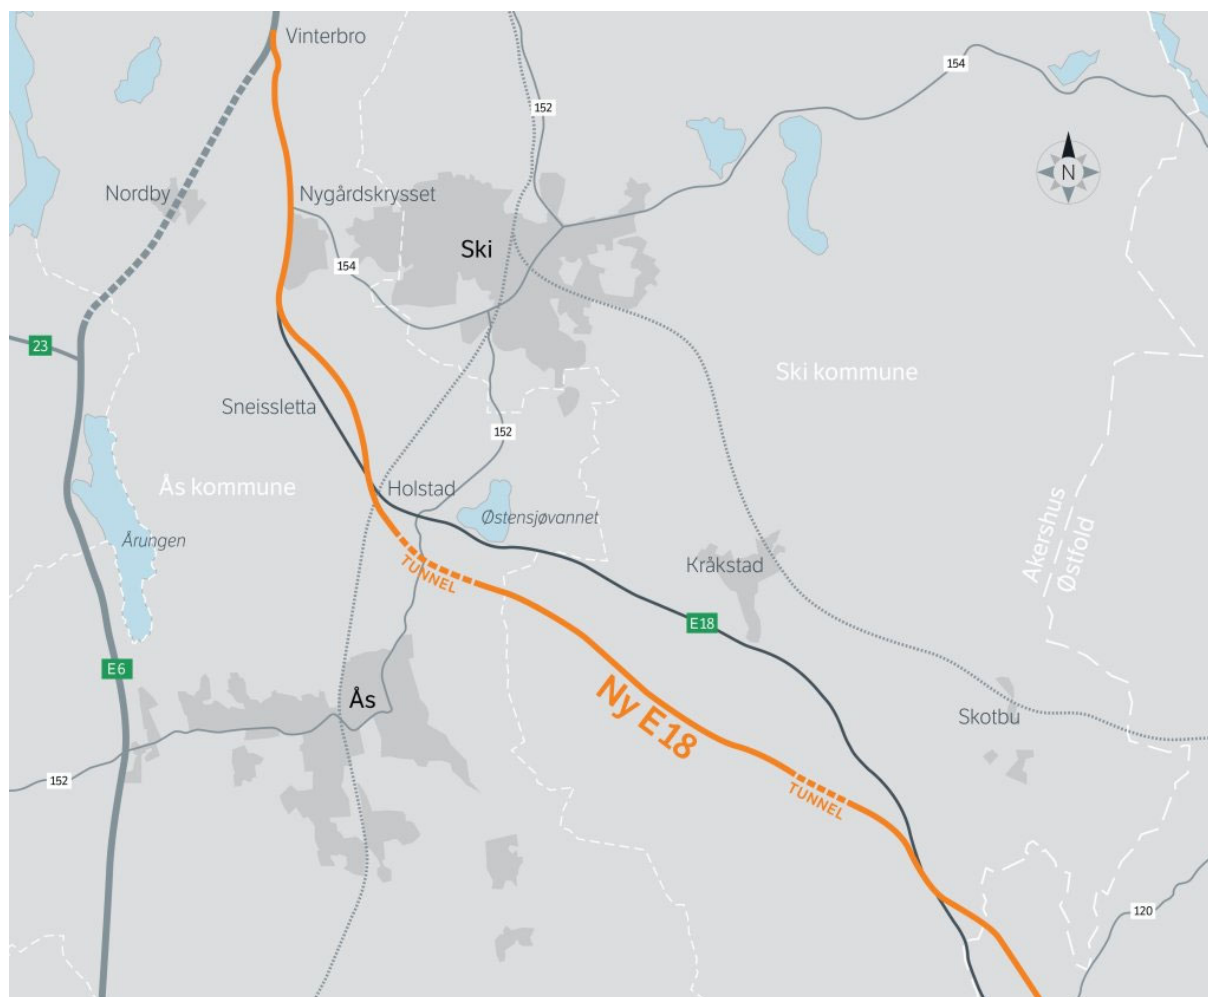 Vinterbro
154
152
N
Nordby
Nygårdskrysset
Ski
154
23
Ski kommune
Sneissletta
152
Ås kommune
Holstad
Østensjøvannet
Årungen
Kråkstad
Akershus
Østfold
TUNNEL
E18
E6
Ås
Ny E18
Skotbu
152
TUNNEL
120